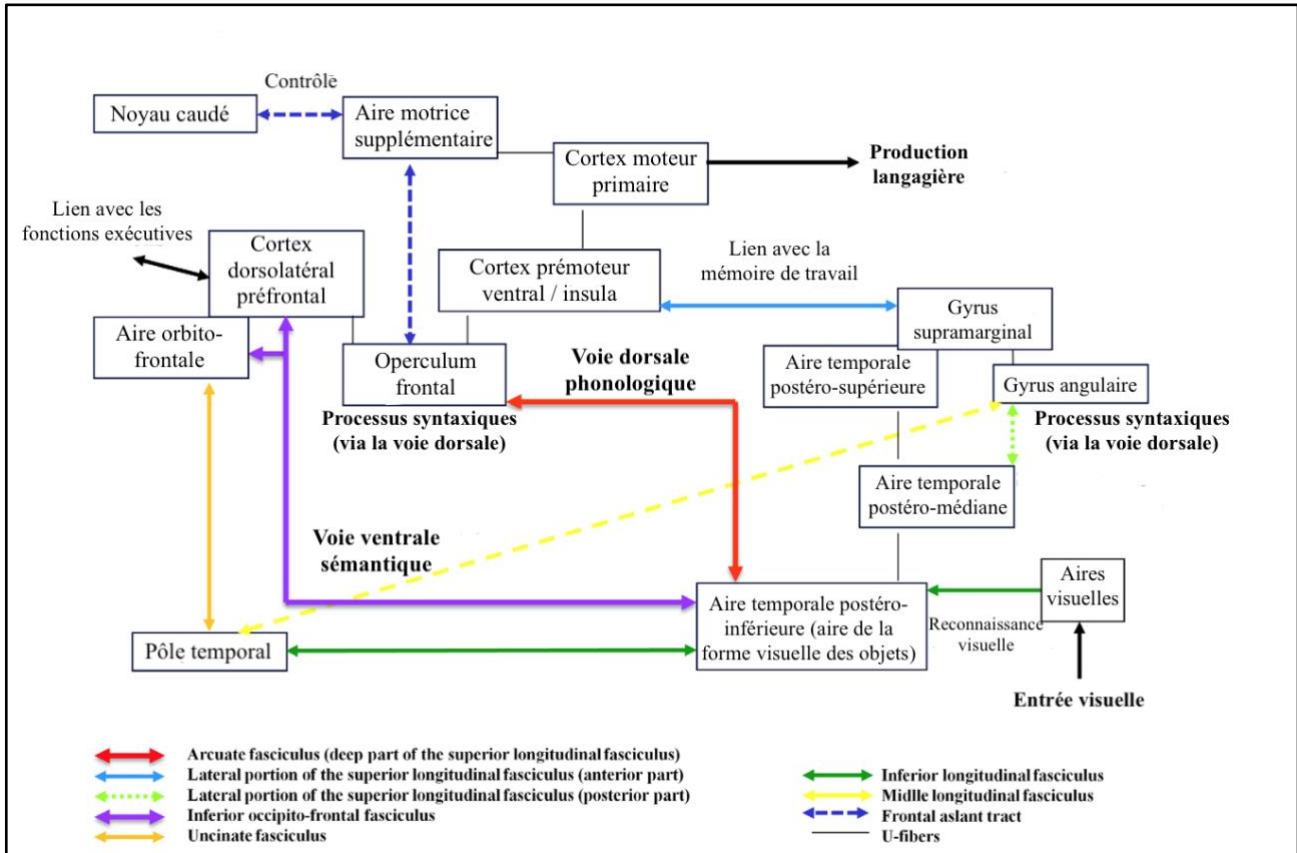 Contrôle
Noyau caudé
Aire motrice
supplémentaire
Cortex moteur
primaire
Production
langagière
Lien avec les
fonctions exécutives
Cortex
dorsolatéral
préfrontal
Cortex prémoteur
ventral / insula
Lien avec la
mémoire de travail
Gyrus
supramarginal
Aire orbito-
frontale
Operculum
frontal
Voie dorsale
phonologique
Aire temporale
postéro-supérieure
Gyrus angulaire
Processus syntaxiques
(via la voie dorsale)
Processus syntaxiques
(via la voie dorsale)
Aire temporale
postéro-médiane
Voie ventrale
sémantique
Aires
visuelles
Aire temporale postéro-
inférieure (aire de la
forme visuelle des objets)
Reconnaissance
visuelle
Pôle temporal
Entrée visuelle
Arcuate fasciculus (deep part of the superior longitudinal fasciculus)
Lateral portion of the superior longitudinal fasciculus (anterior part)
Lateral portion of the superior longitudinal fasciculus (posterior part)
Inferior occipito-frontal fasciculus
Uncinate fasciculus
Inferior longitudinal fasciculus
Midlle longitudinal fasciculus
Frontal aslant tract
U-fibers